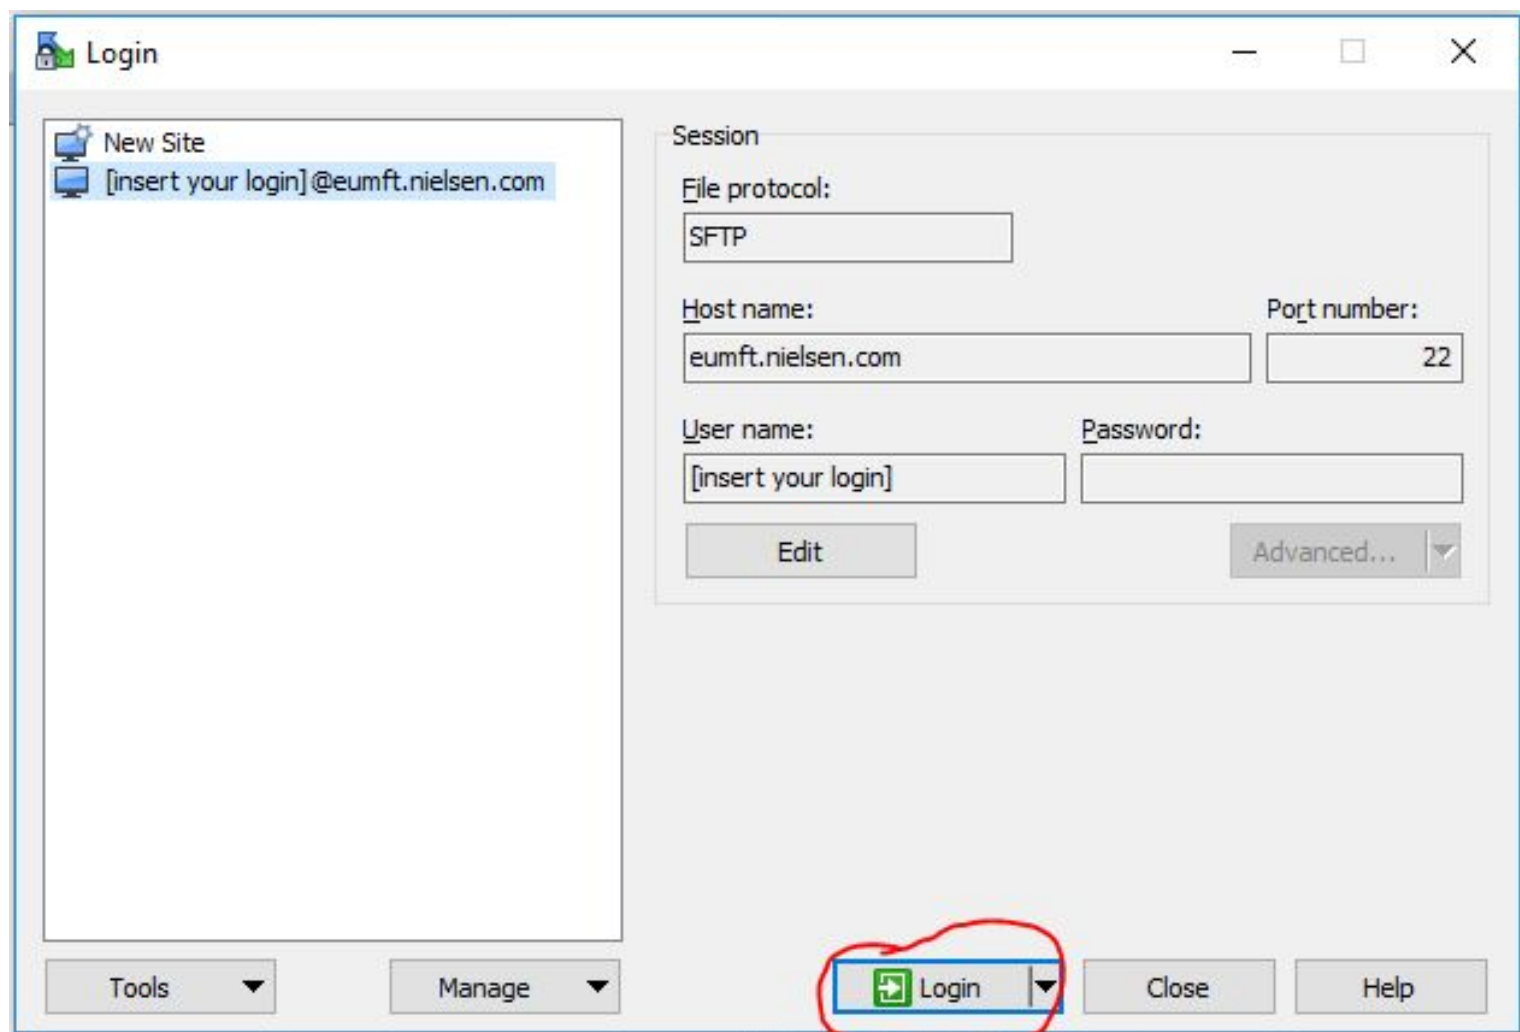 Login
New Site
[insert your login]@eumft.nielsen.com
Session
File protocol:
SFTP
Host name: Port number:
eumft.nielsen.com 22
User name: Password:
[insert your login]
Edit Advanced...
Tools Manage Login Close Help